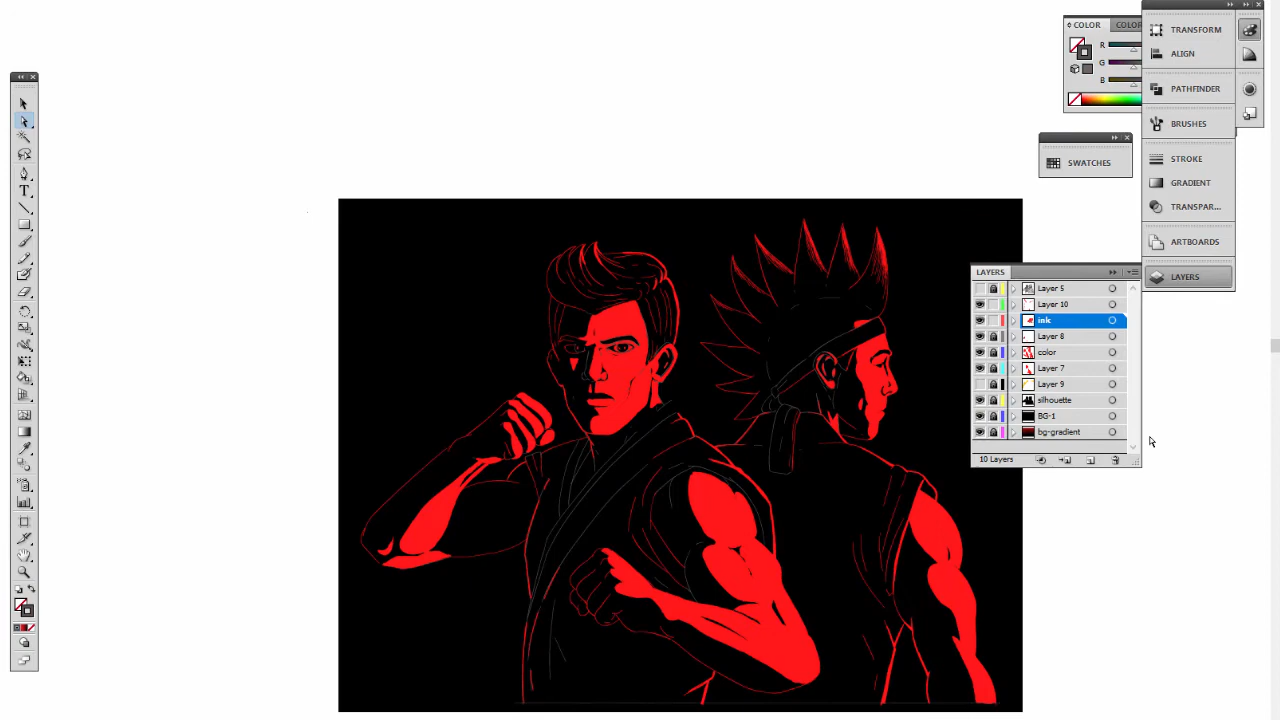 COLOR
COLOR
R
G
B
TRANSFORM
ALIGN
PATHFINDER
BRUSHES
SWATCHES
STROKE
GRADIENT
TRANSPAR...
ARTBOARDS
LAYERS
LAYERS
Layer 5
Layer 10
ink
Layer 8
color
Layer 7
Layer 9
silhouette
BG-1
bg-gradient
10 Layers
T